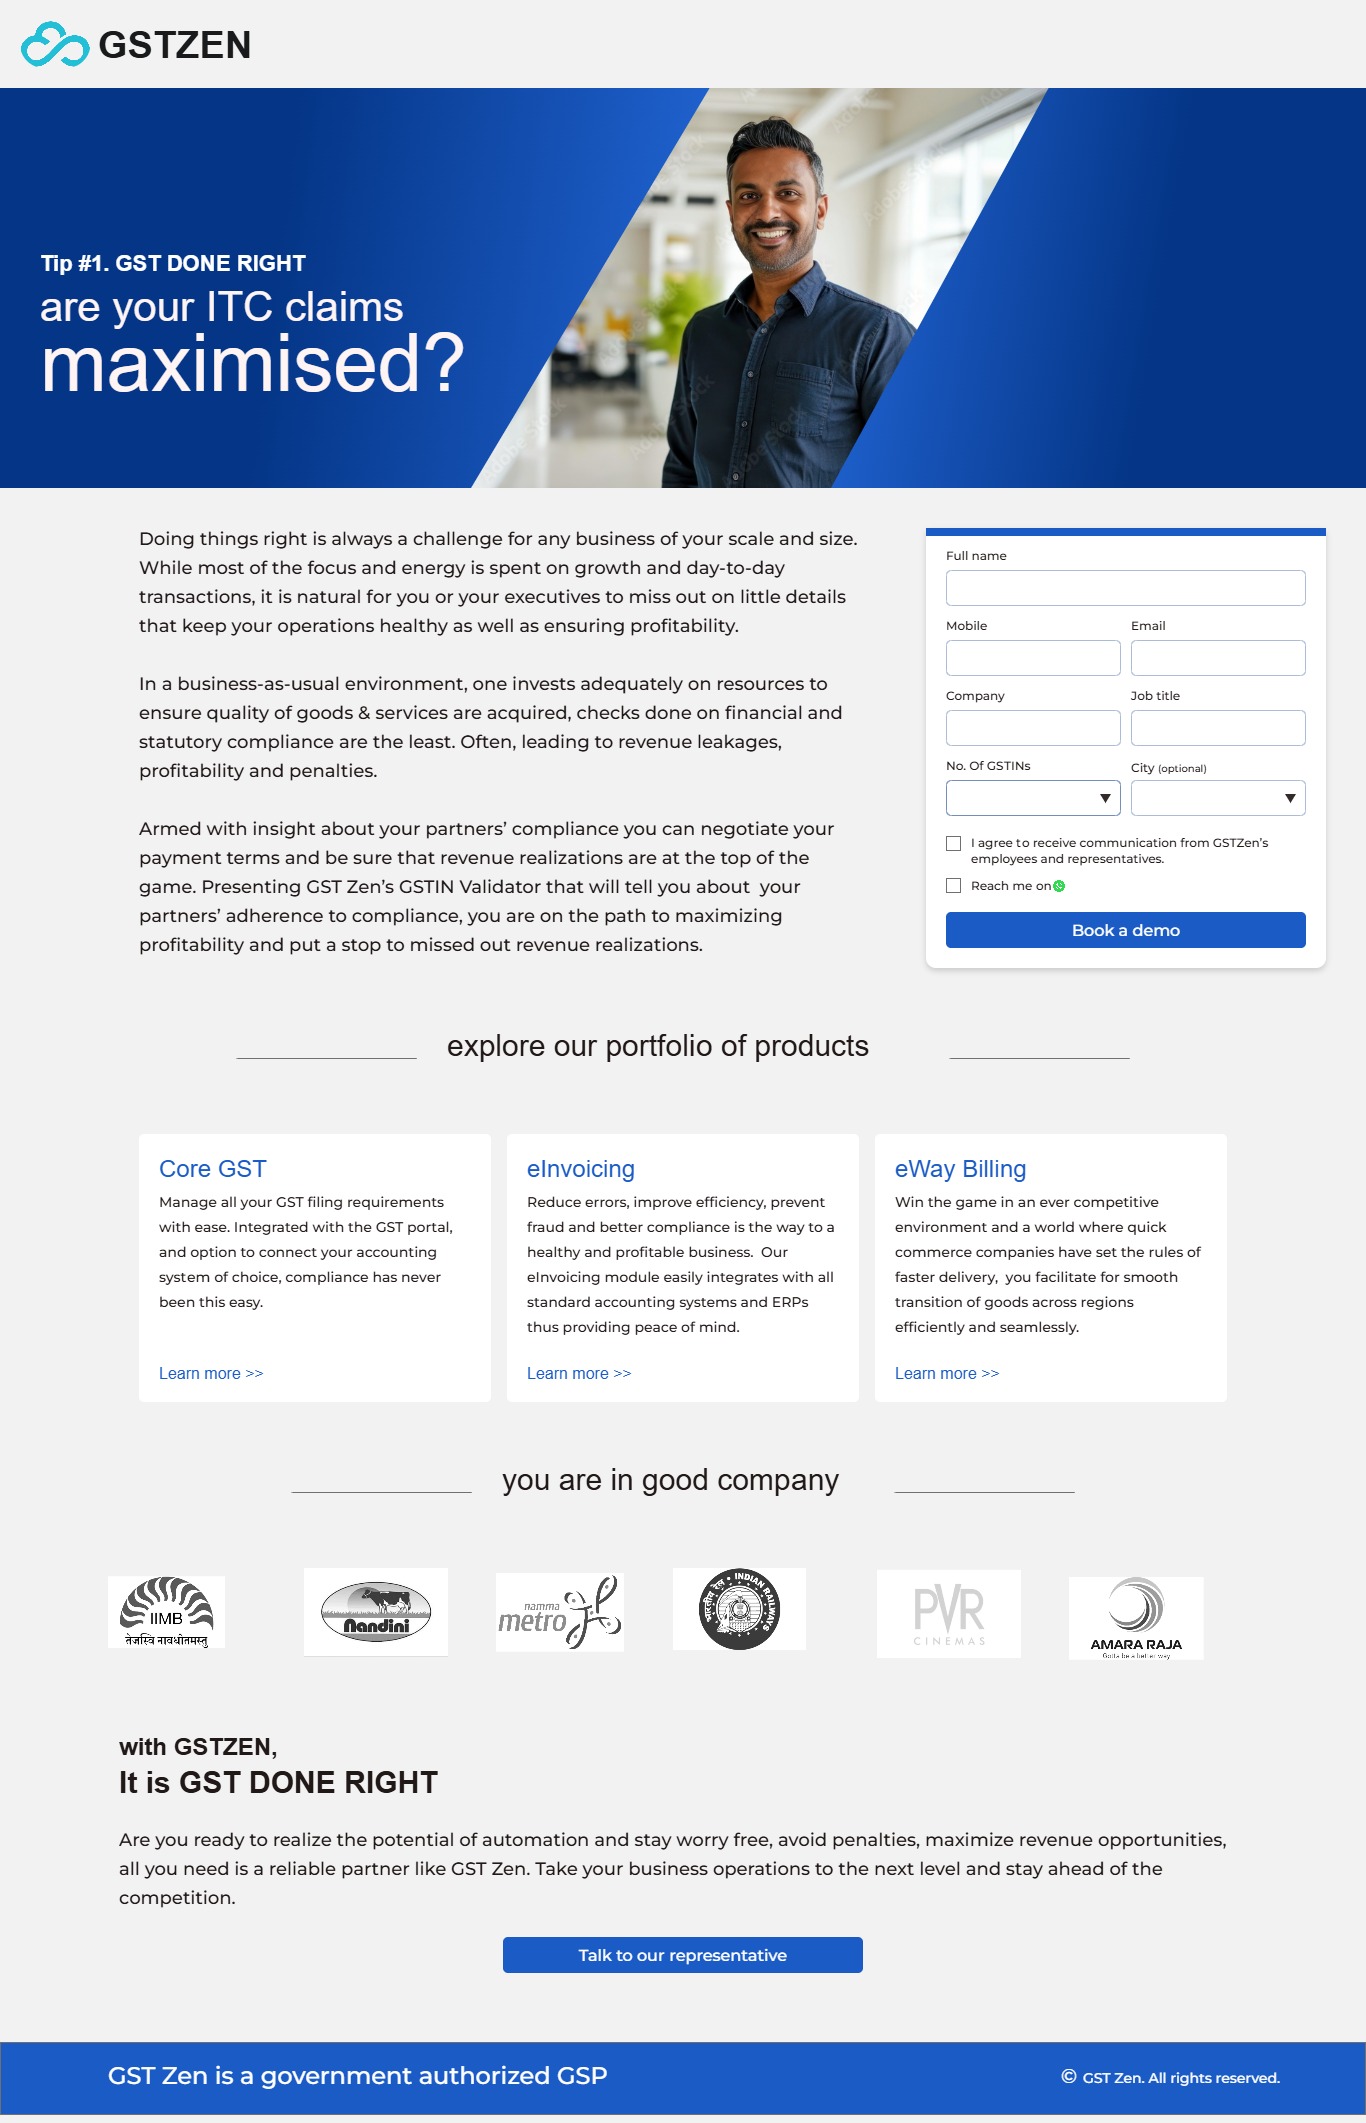 GSTZEN
Tip #1. GST DONE RIGHT
are your ITC claims
maximised?
Adobe Stock
Doing things right is always a challenge for any business of your scale and size.
While most of the focus and energy is spent on growth and day-to-day
transactions, it is natural for you or your executives to miss out on little details
that keep your operations healthy as well as ensuring profitability.
In a business-as-usual environment, one invests adequately on resources to
ensure quality of goods & services are acquired, checks done on financial and
statutory compliance are the least. Often, leading to revenue leakages,
profitability and penalties.
Armed with insight about your partners’ compliance you can negotiate your
payment terms and be sure that revenue realizations are at the top of the
game. Presenting GST Zen’s GSTIN Validator that will tell you about  your
partners’ adherence to compliance, you are on the path to maximizing
profitability and put a stop to missed out revenue realizations.
Full name
Mobile Email
Company Job title
No. Of GSTINs City (optional)
I agree to receive communication from GSTZen’s
employees and representatives.
Reach me on
Book a demo
explore our portfolio of products
Core GST
Manage all your GST filing requirements
with ease. Integrated with the GST portal,
and option to connect your accounting
system of choice, compliance has never
been this easy.
Learn more >>
eInvoicing
Reduce errors, improve efficiency, prevent
fraud and better compliance is the way to a
healthy and profitable business.  Our
eInvoicing module easily integrates with all
standard accounting systems and ERPs
thus providing peace of mind.
Learn more >>
eWay Billing
Win the game in an ever competitive
environment and a world where quick
commerce companies have set the rules of
faster delivery,  you facilitate for smooth
transition of goods across regions
efficiently and seamlessly.
Learn more >>
you are in good company
IIMB
तेजस्वि नावधीतमस्तु
Nandini
namma
metro
भारतीय रेल • INDIAN RAILWAYS
PVR
CINEMAS
AMARA RAJA
Gotta be a better way
with GSTZEN,
It is GST DONE RIGHT
Are you ready to realize the potential of automation and stay worry free, avoid penalties, maximize revenue opportunities,
all you need is a reliable partner like GST Zen. Take your business operations to the next level and stay ahead of the
competition.
Talk to our representative
GST Zen is a government authorized GSP
© GST Zen. All rights reserved.